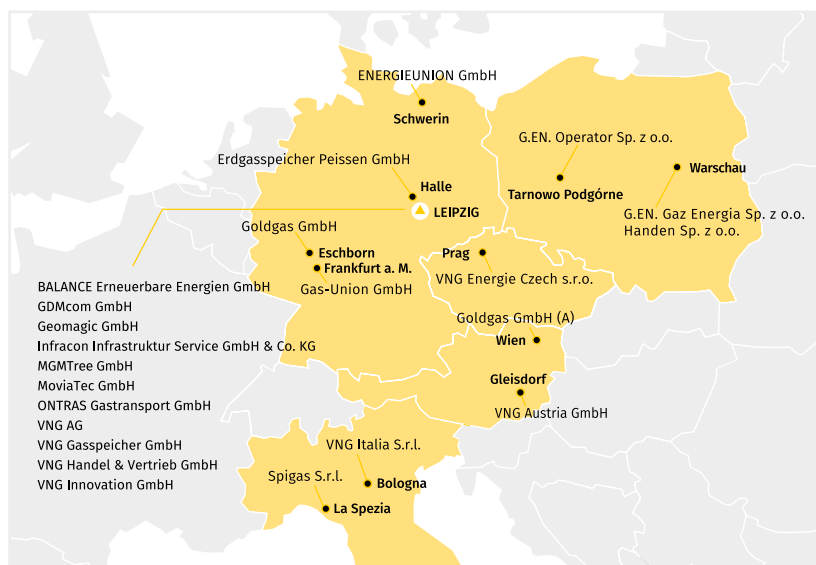 ENERGIEUNION GmbH
Schwerin
G.EN. Operator Sp. z o.o.
Erdgasspeicher Peissen GmbH
Warschau
Halle
Tarnowo Podgórne
LEIPZIG
G.EN. Gaz Energia Sp. z o.o.
Handen Sp. z o.o.
Goldgas GmbH
Eschborn
Prag
Frankfurt a. M.
VNG Energie Czech s.r.o.
Gas-Union GmbH
BALANCE Erneuerbare Energien GmbH
GDMcom GmbH
Geomagic GmbH
Infracon Infrastruktur Service GmbH & Co. KG
MGMTree GmbH
MoviaTec GmbH
ONTRAS Gastransport GmbH
VNG AG
VNG Gasspeicher GmbH
VNG Handel & Vertrieb GmbH
VNG Innovation GmbH
Goldgas GmbH (A)
Wien
Gleisdorf
VNG Austria GmbH
VNG Italia S.r.l.
Spigas S.r.l.
Bologna
La Spezia